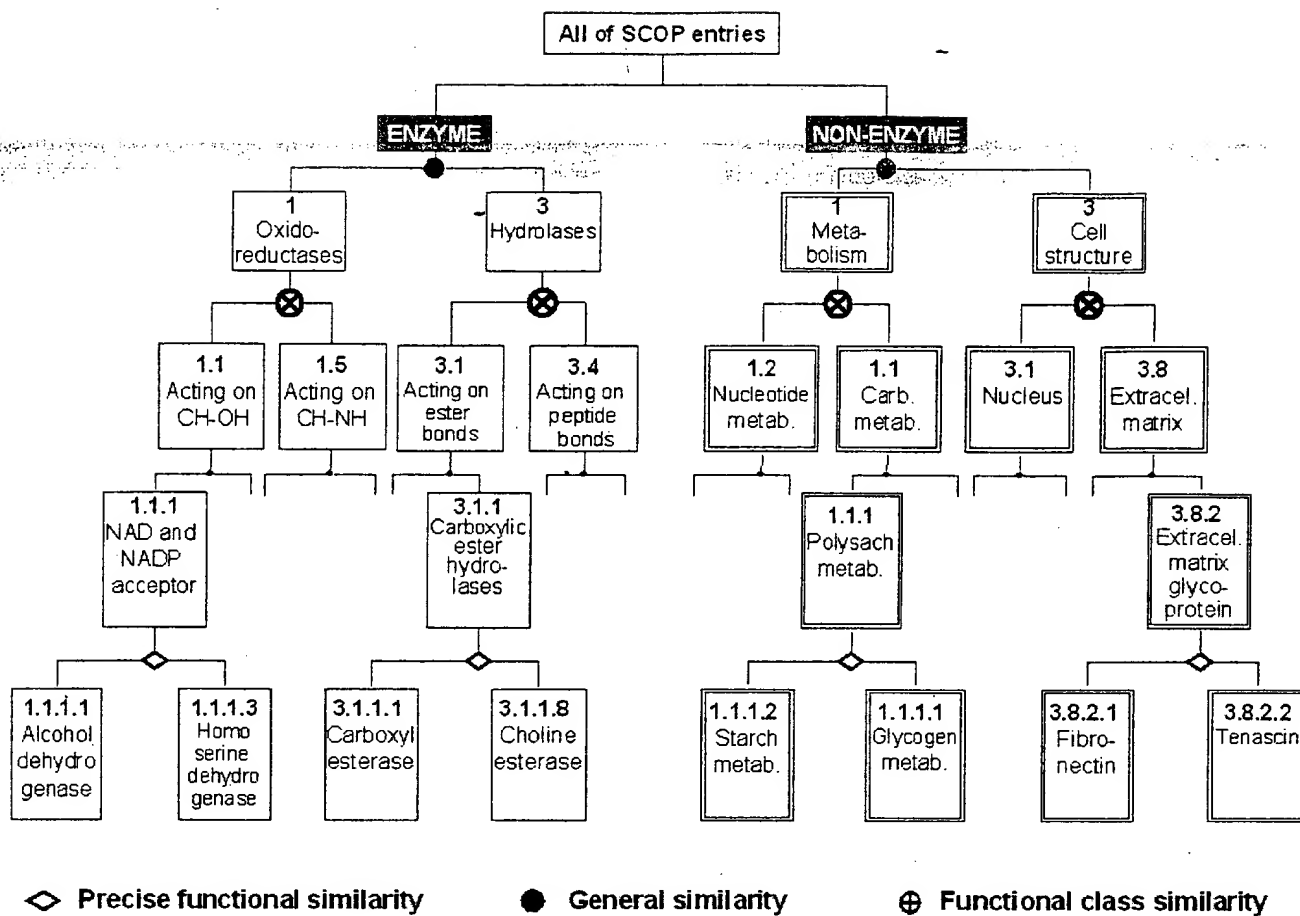 All of SCOP entries
ENZYME
NON-ENZYME
1
Oxido-
reductases
3
Hydrolases
1
Meta-
bolism
3
Cell
structure
1.1
Acting on
CH-OH
1.5
Acting on
CH-NH
3.1
Acting on
ester
bonds
3.4
Acting on
peptide
bonds
1.2
Nucleotide
metab.
1.1
Carb.
metab.
3.1
Nucleus
3.8
Extracel.
matrix
1.1.1
NAD and
NADP
acceptor
3.1.1
Carboxylic
ester
hydro-
lases
1.1.1
Polysach
metab.
3.8.2
Extracel.
matrix
glyco-
protein
1.1.1.1
Alcohol
dehydro
genase
1.1.1.3
Homo
serine
dehydro
genase
3.1.1.1
Carboxyl
esterase
3.1.1.8
Choline
esterase
1.1.1.2
Starch
metab.
1.1.1.1
Glycogen
metab.
3.8.2.1
Fibro-
nectin
3.8.2.2
Tenascin
Precise functional similarity
General similarity
Functional class similarity